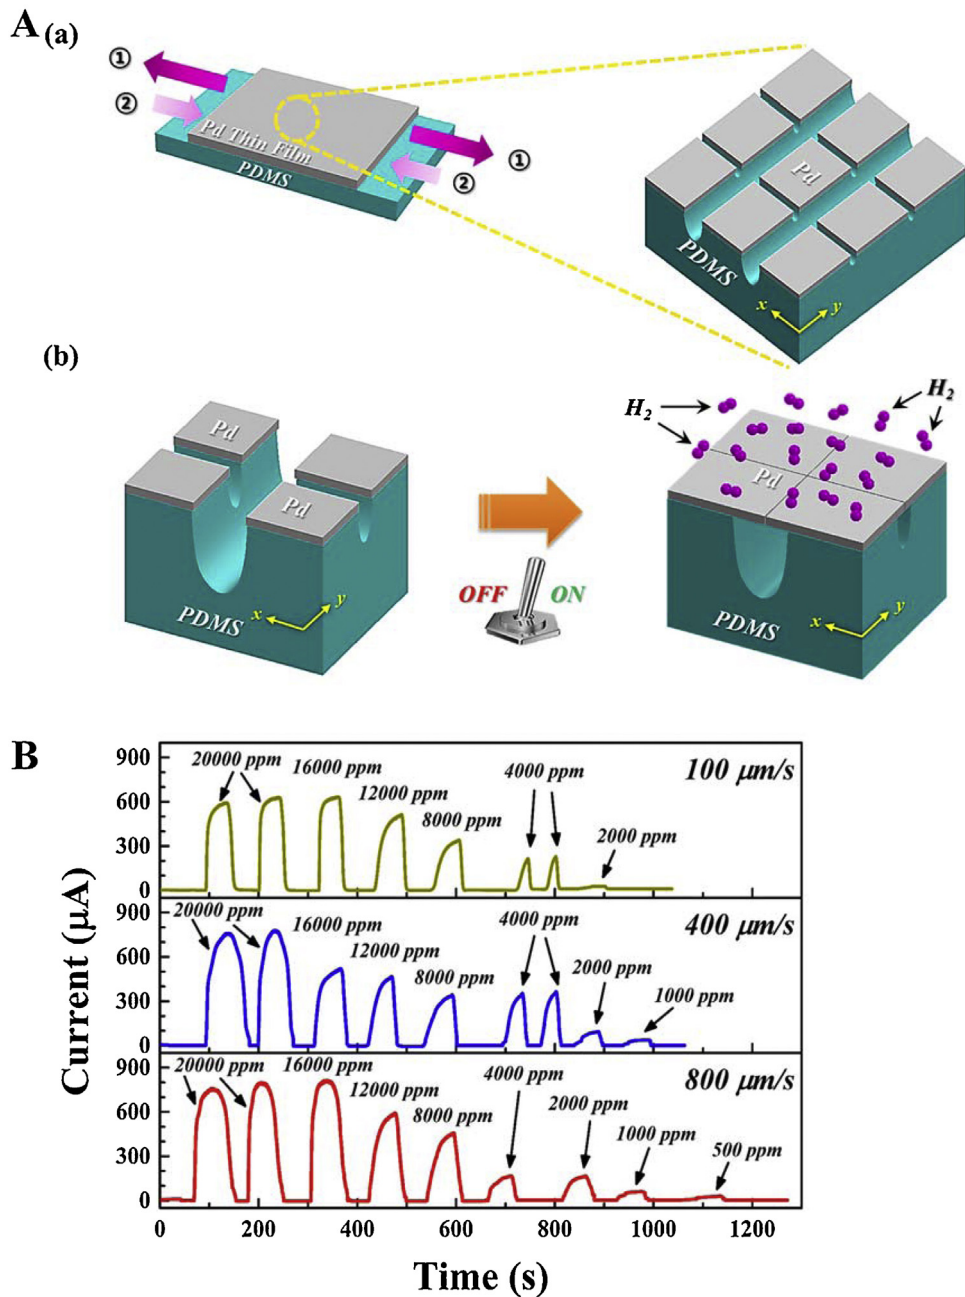 A (a)
①
②
Pd Thin Film
PDMS
②
①
Pd
PDMS
x
y
(b)
Pd
Pd
PDMS
x
y
OFF
ON
H₂
H₂
Pd
PDMS
x
y
B
Current (μA)
900
600
300
0
20000 ppm
16000 ppm
12000 ppm
8000 ppm
4000 ppm
2000 ppm
100 μm/s
900
600
300
0
20000 ppm
16000 ppm
12000 ppm
8000 ppm
4000 ppm
2000 ppm
1000 ppm
400 μm/s
900
600
300
0
20000 ppm
16000 ppm
12000 ppm
8000 ppm
4000 ppm
2000 ppm
1000 ppm
500 ppm
800 μm/s
0 200 400 600 800 1000 1200
Time (s)